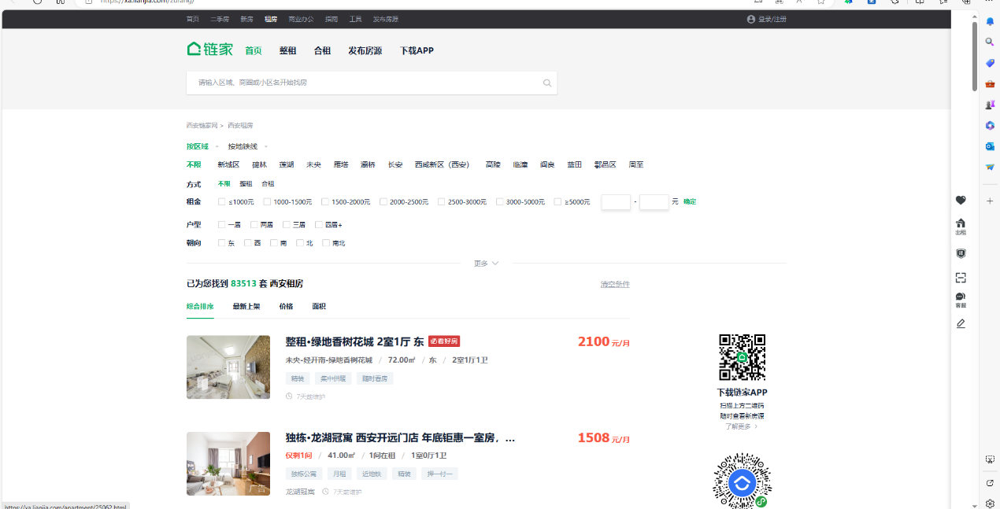 https://xa.lianjia.com/zufang/
首页 二手房 新房 租房 商业办公 指南 工具 发布房源 登录/注册
链家 首页 整租 合租 发布房源 下载APP
请输入区域、商圈或小区名开始找房
西安链家网 > 西安租房
按区域 按地铁线
不限 新城区 碑林 莲湖 未央 雁塔 灞桥 长安 西咸新区（西安） 高陵 临潼 阎良 蓝田 鄠邑区 周至
方式 不限 整租 合租
租金 ≤1000元 1000-1500元 1500-2000元 2000-2500元 2500-3000元 3000-5000元 ≥5000元 - 元 确定
户型 一居 两居 三居 四居+
朝向 东 西 南 北 南北
更多
已为您找到 83513 套 西安租房 清空条件
综合排序 最新上架 价格 面积
整租·绿地香树花城 2室1厅 东 必看好房 2100 元/月
未央-经开南-绿地香树花城 / 72.00㎡ / 东 / 2室1厅1卫
精装 集中供暖 随时看房
7天前维护
独栋·龙湖冠寓 西安开远门店 年底钜惠一室房，... 1508 元/月
仅剩1间 / 41.00㎡ / 1间在租 / 1室0厅1卫
独栋公寓 月租 近地铁 精装 押一付一
龙湖冠寓 7天前维护
广告
下载链家APP
扫描上方二维码
随时查看新房源
了解更多 >
出租
客服
https://xa.lianjia.com/apartment/25062.html